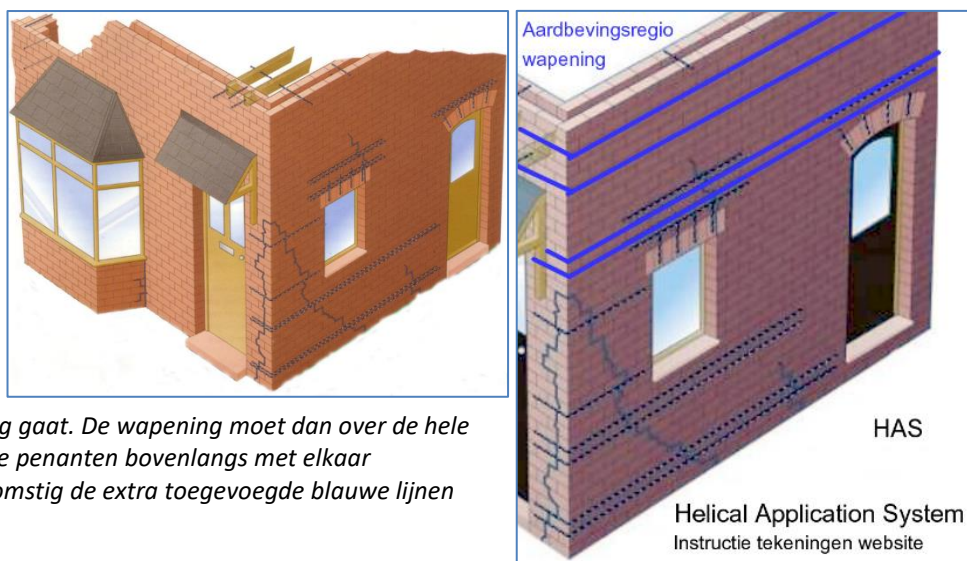 Aardbevingsregio
wapening
g gaat. De wapening moet dan over de hele
e penanten bovenlangs met elkaar
omstig de extra toegevoegde blauwe lijnen
HAS
Helical Application System
Instructie tekeningen website